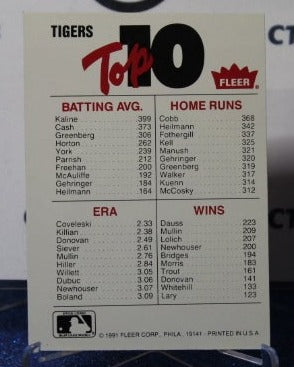 TIGERS
Top 10
FLEER®
BATTING AVG.
Kaline 399
Cash 373
Greenberg 306
Horton 262
York 239
Parrish 212
Freehan 200
McAuliffe 192
Gehringer 184
Heilmann 164
HOME RUNS
Cobb 368
Heilmann 342
Fothergill 337
Kell 325
Manush 321
Gehringer 320
Greenberg 319
Walker 317
Kuenn 314
McCosky 312
ERA
Coveleski 2.33
Killian 2.38
Donovan 2.49
Siever 2.61
Mullin 2.76
Hiller 2.84
Willett 3.05
Dubuc 3.06
Newhouser 3.07
Boland 3.09
WINS
Dauss 223
Mullin 209
Lolich 207
Newhouser 200
Bridges 194
Morris 183
Trout 161
Donovan 141
Whitehill 133
Lary 123
© 1991 FLEER CORP., PHILA., 19141 - PRINTED IN U.S.A.